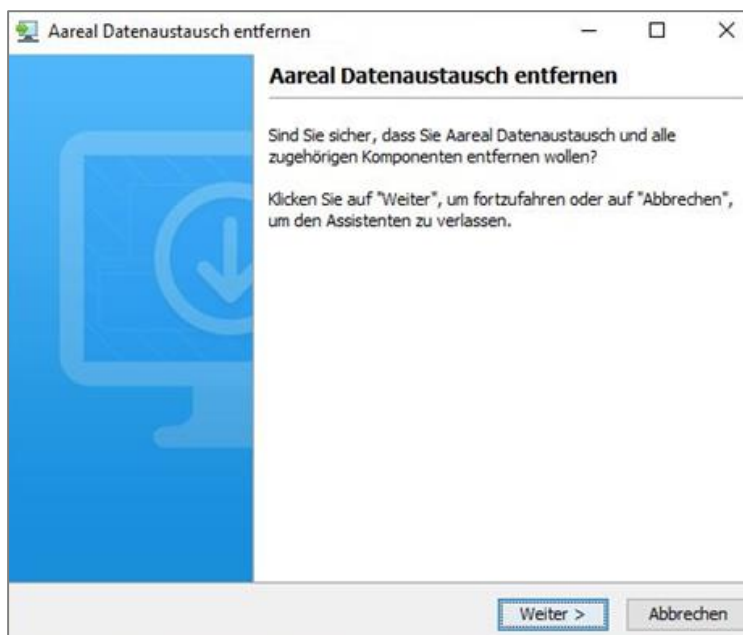 Aareal Datenaustausch entfernen
Aareal Datenaustausch entfernen
Sind Sie sicher, dass Sie Aareal Datenaustausch und alle
zugehörigen Komponenten entfernen wollen?
Klicken Sie auf "Weiter", um fortzufahren oder auf "Abbrechen",
um den Assistenten zu verlassen.
Weiter >
Abbrechen